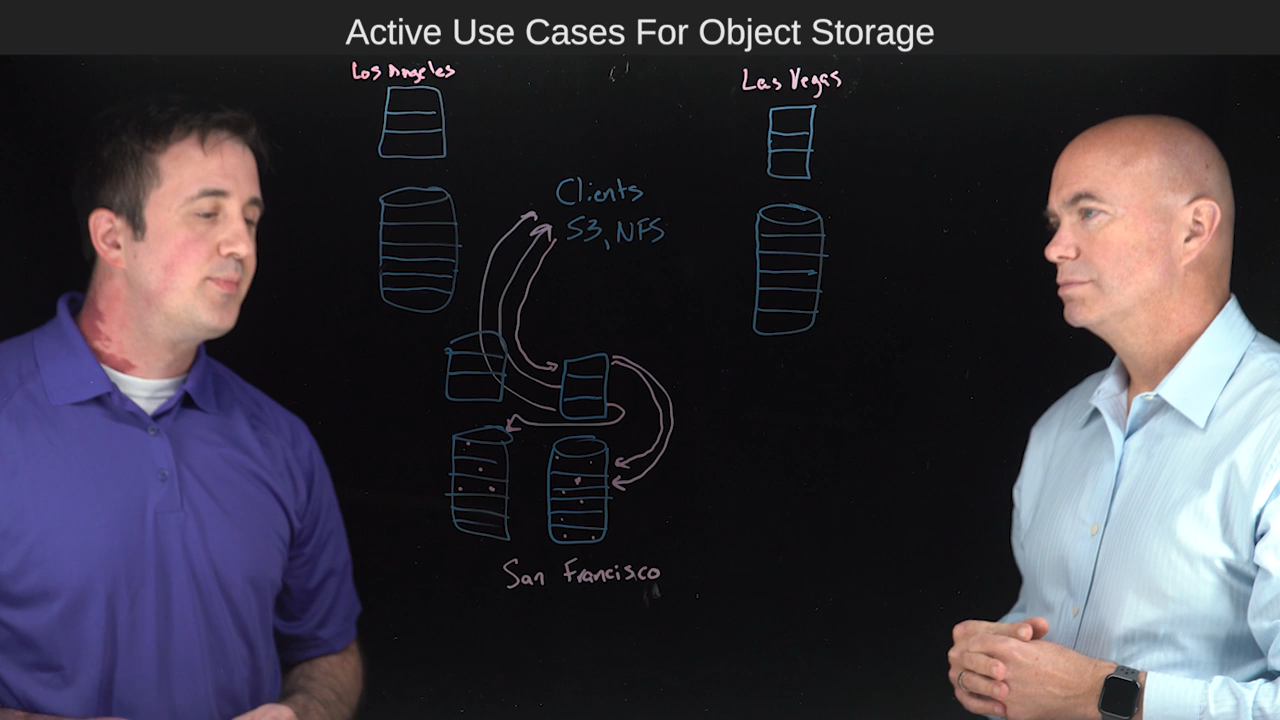 Active Use Cases For Object Storage
Los Angeles
Las Vegas
Clients
S3, NFS
San Francisco